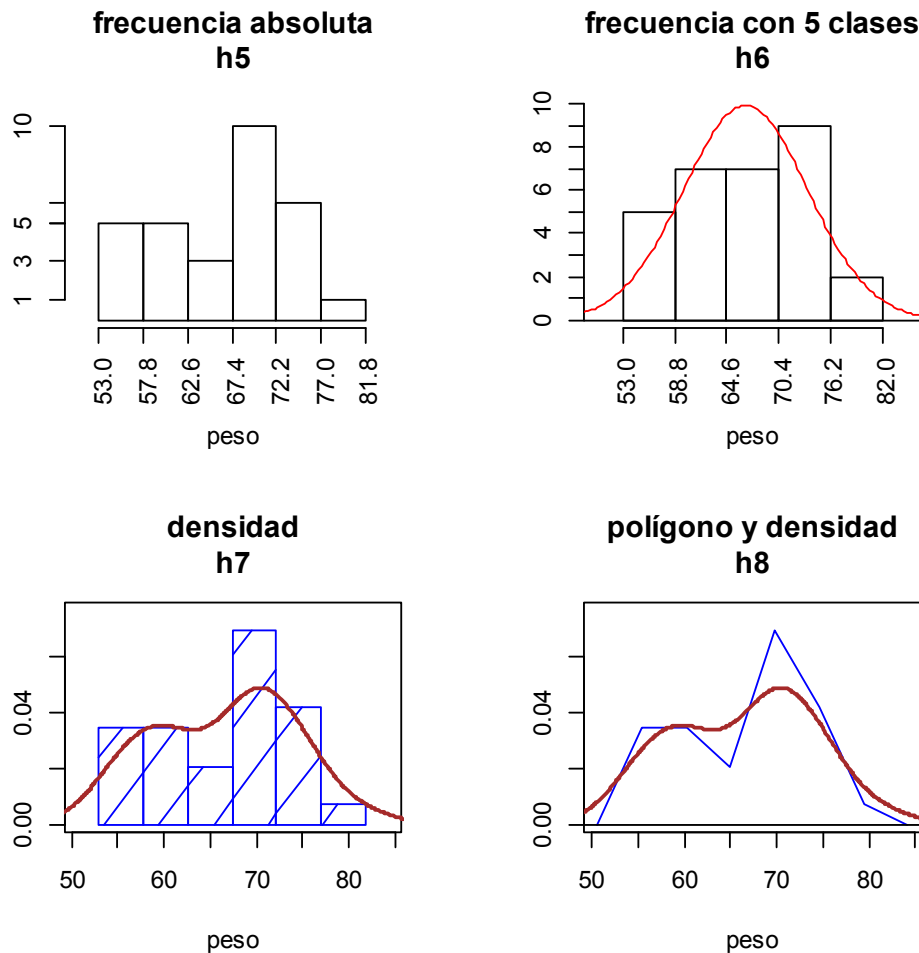 frecuencia absoluta
h5
10
5
3
1
53.0 57.8 62.6 67.4 72.2 77.0 81.8
peso
frecuencia con 5 clases
h6
10
8
6
4
2
0
53.0 58.8 64.6 70.4 76.2 82.0
peso
densidad
h7
0.04
0.00
50 60 70 80
peso
polígono y densidad
h8
0.04
0.00
50 60 70 80
peso